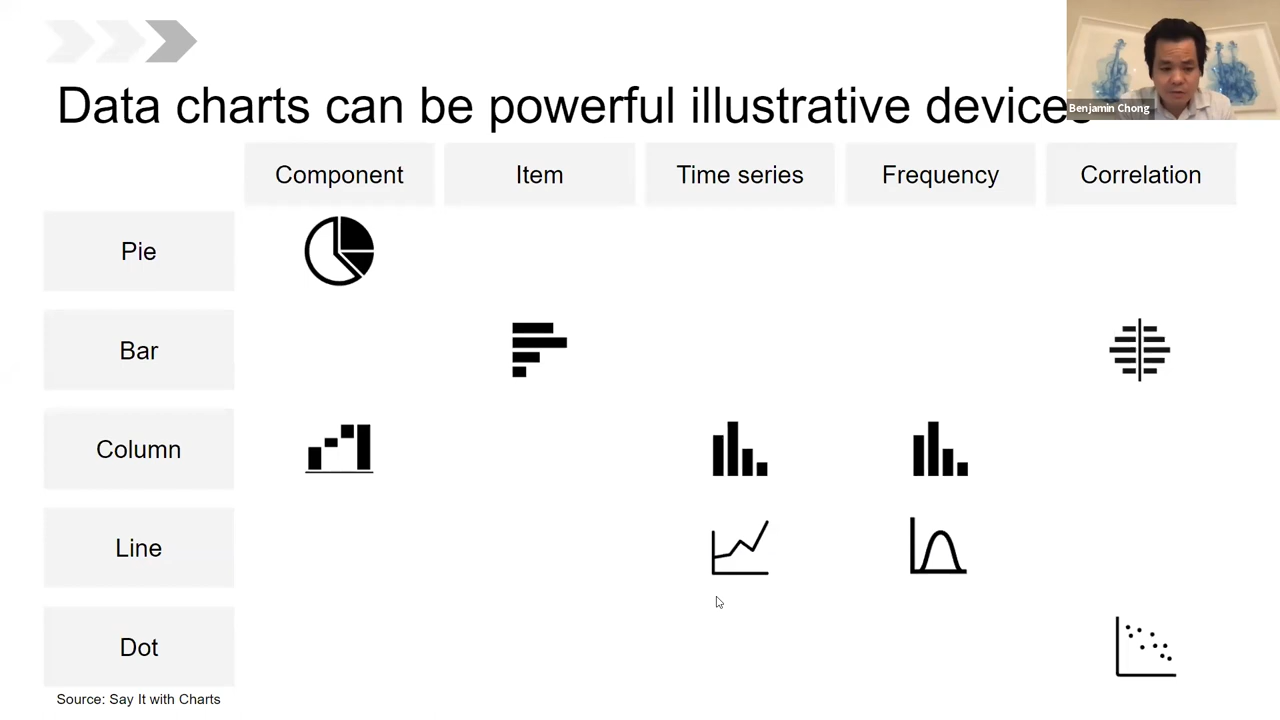 Data charts can be powerful illustrative devices
Benjamin Chong
Component Item Time series Frequency Correlation
Pie
Bar
Column
Line
Dot
Source: Say It with Charts